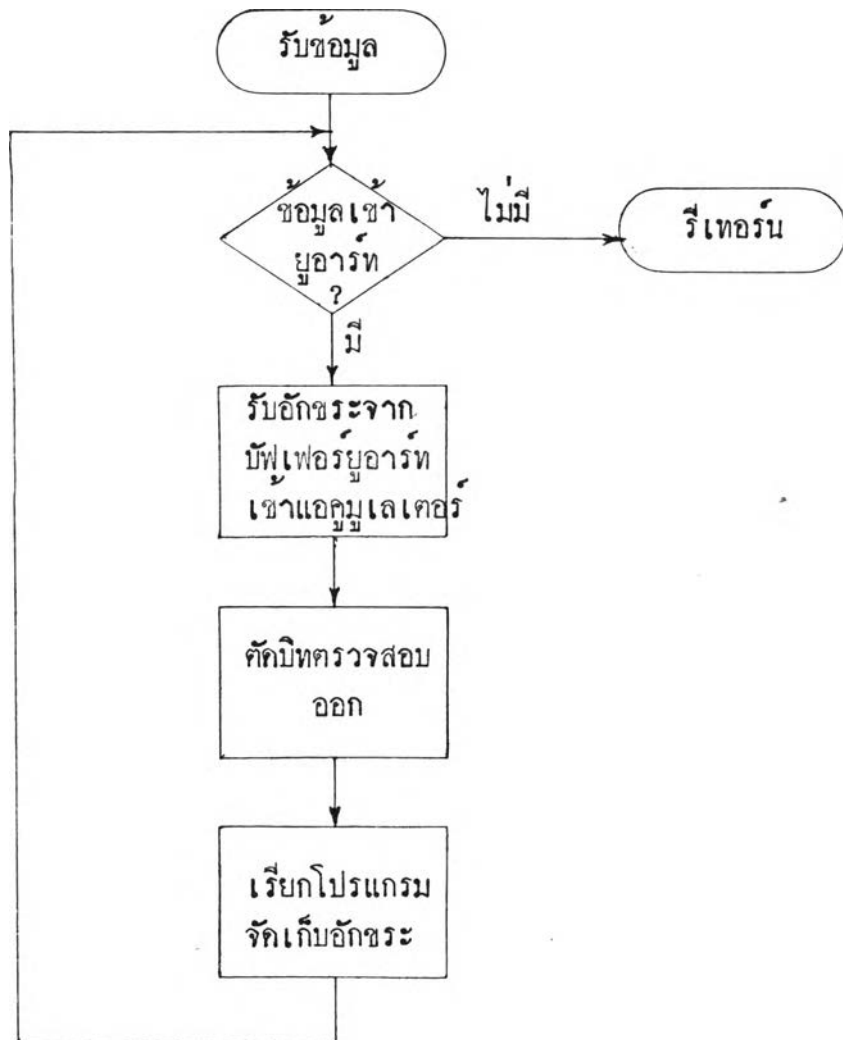 รับข้อมูล
ข้อมูลเข้า
ยูอาร์ท
?
ไม่มี
รีเทอร์น
มี
รับอักขระจาก
บัฟเฟอร์ยูอาร์ท
เข้าแอคูมูเลเตอร์
ตัดบิทตรวจสอบ
ออก
เรียกโปรแกรม
จัดเก็บอักขระ